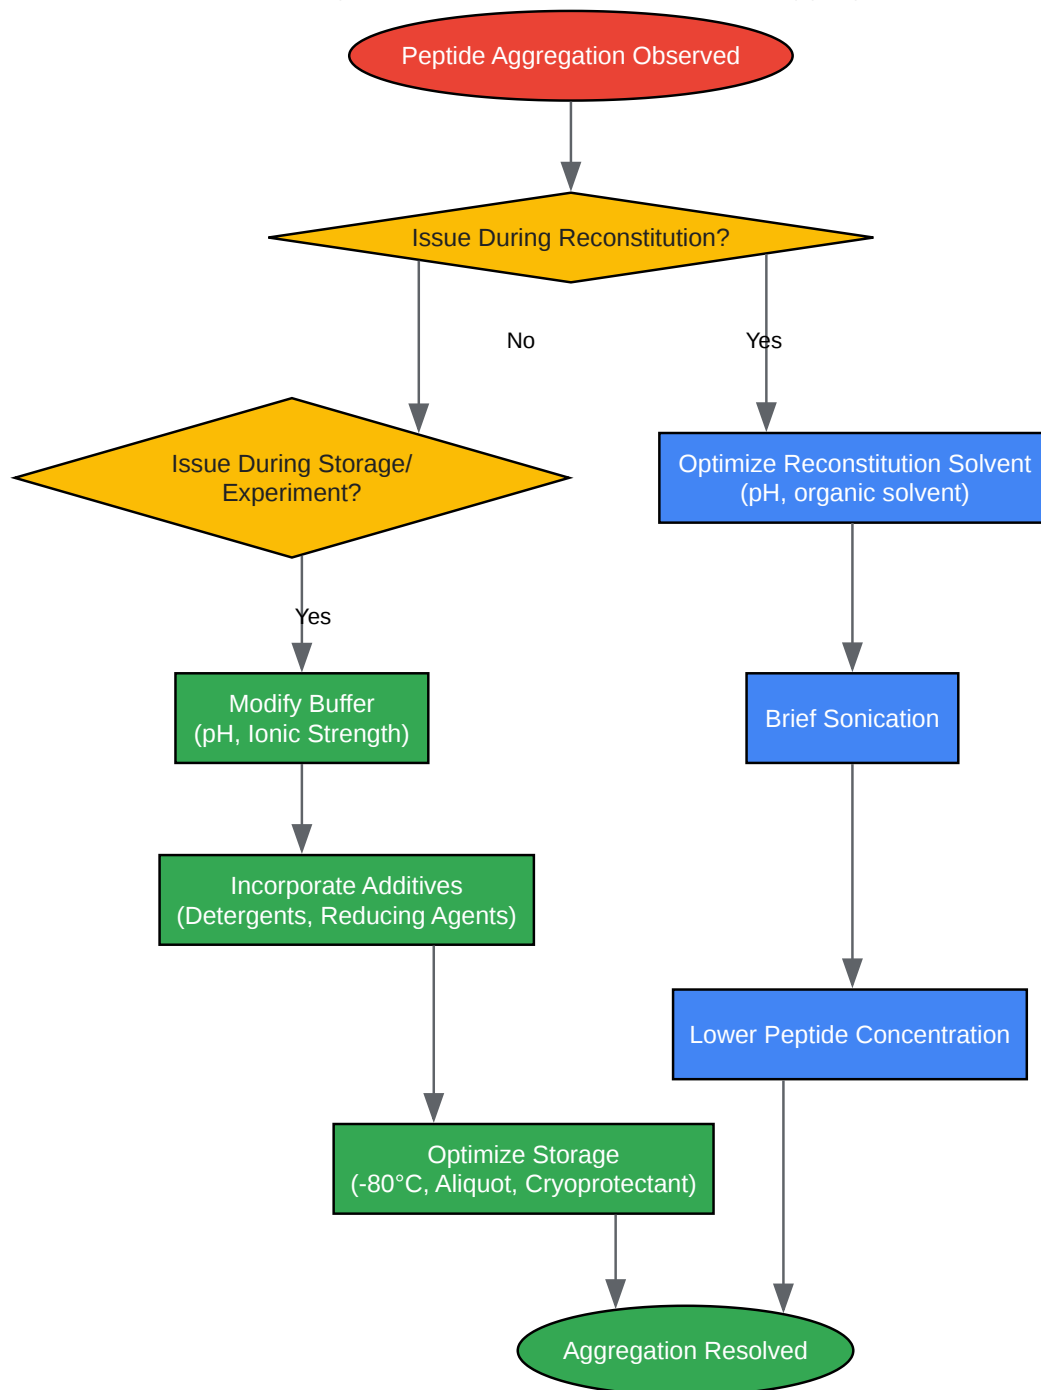 Peptide Aggregation Observed
Issue During Reconstitution?
No
Yes
Issue During Storage/
Experiment?
Optimize Reconstitution Solvent
(pH, organic solvent)
Yes
Modify Buffer
(pH, Ionic Strength)
Brief Sonication
Incorporate Additives
(Detergents, Reducing Agents)
Lower Peptide Concentration
Optimize Storage
(-80°C, Aliquot, Cryoprotectant)
Aggregation Resolved